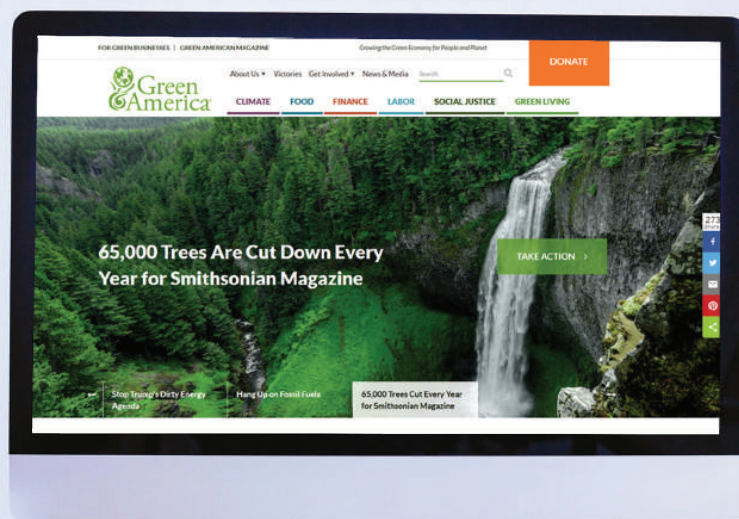 FOR GREEN BUSINESSES | GREEN AMERICAN MAGAZINE
Growing the Green Economy for People and Planet
DONATE
Green
America
About Us Victories Get Involved News & Media Search
CLIMATE FOOD FINANCE LABOR SOCIAL JUSTICE GREEN LIVING
273
65,000 Trees Are Cut Down Every
Year for Smithsonian Magazine
TAKE ACTION >
Stop Trump's Dirty Energy
Agenda
Hang Up on Fossil Fuels
65,000 Trees Cut Every Year
for Smithsonian Magazine